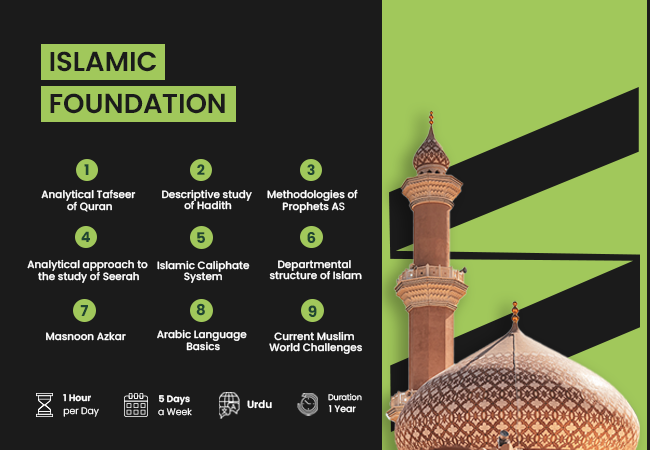 ISLAMIC
FOUNDATION
1
Analytical Tafseer
of Quran
2
Descriptive study
of Hadith
3
Methodologies of
Prophets AS
4
Analytical approach to
the study of Seerah
5
Islamic Caliphate
System
6
Departmental
structure of Islam
7
Masnoon Azkar
8
Arabic Language
Basics
9
Current Muslim
World Challenges
1 Hour
per Day
5 Days
a Week
Urdu
Duration
1 Year